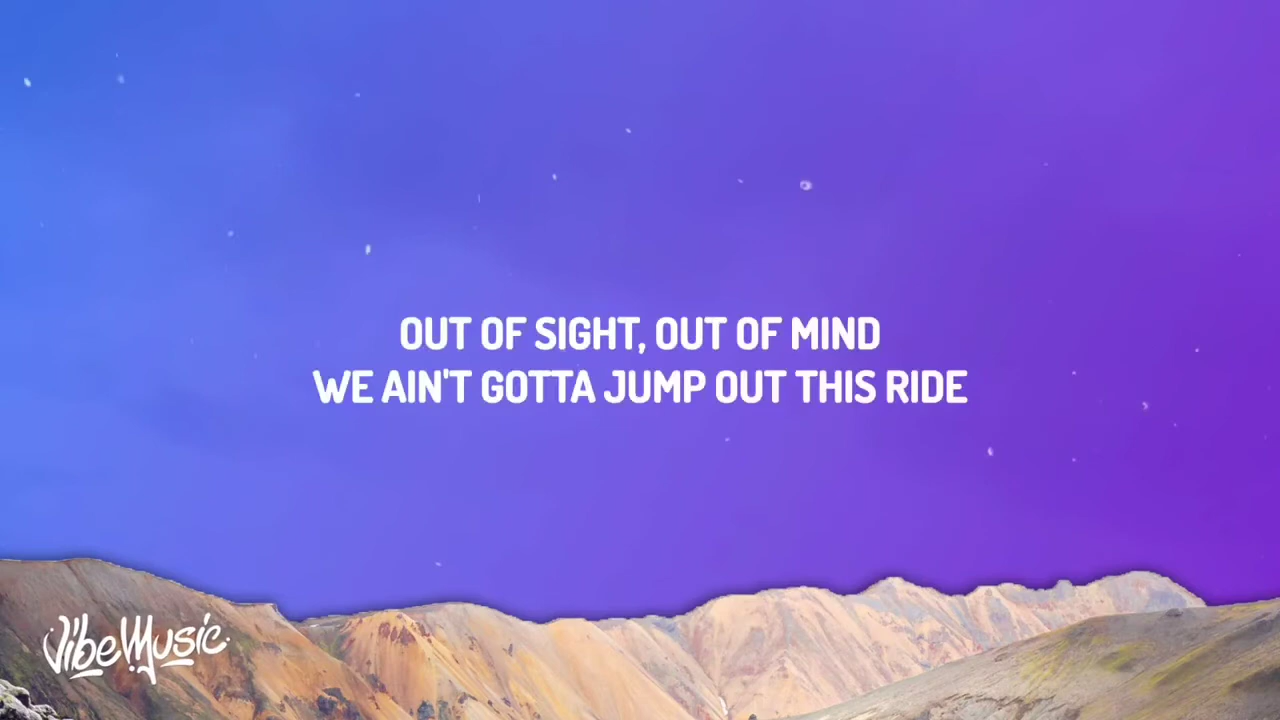 OUT OF SIGHT, OUT OF MIND
WE AIN'T GOTTA JUMP OUT THIS RIDE
Vibe Music